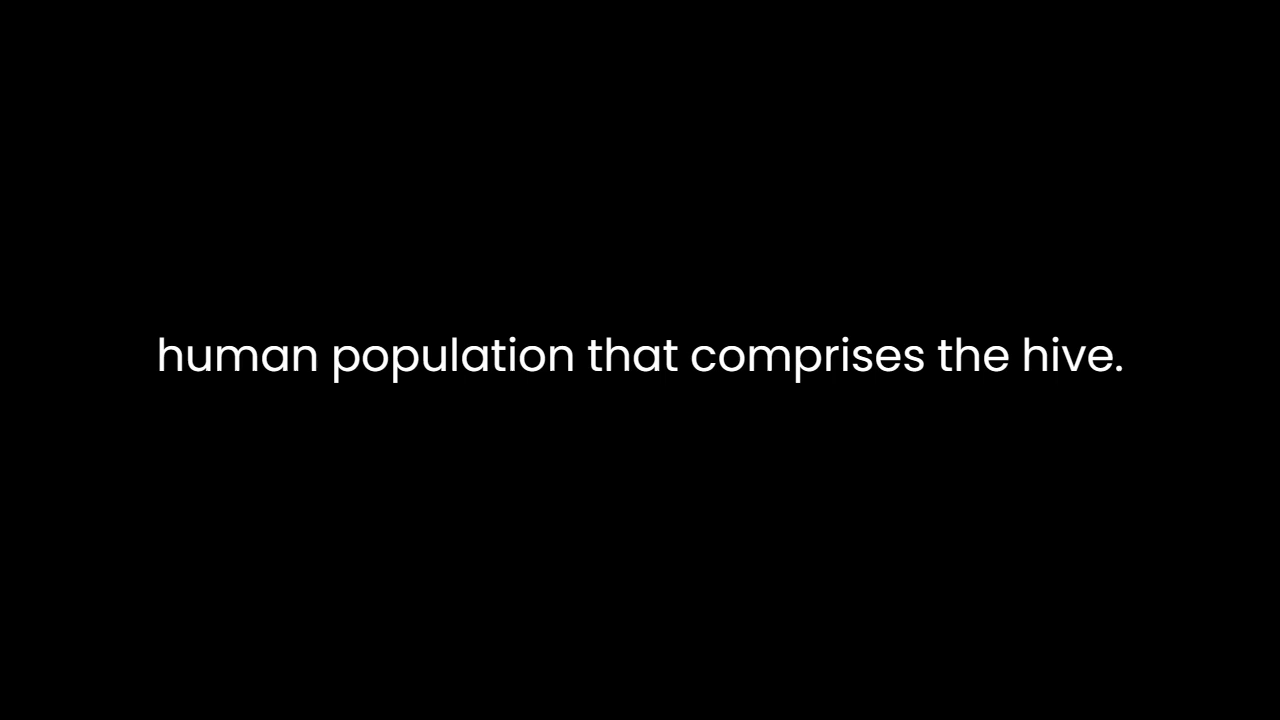 human population that comprises the hive.